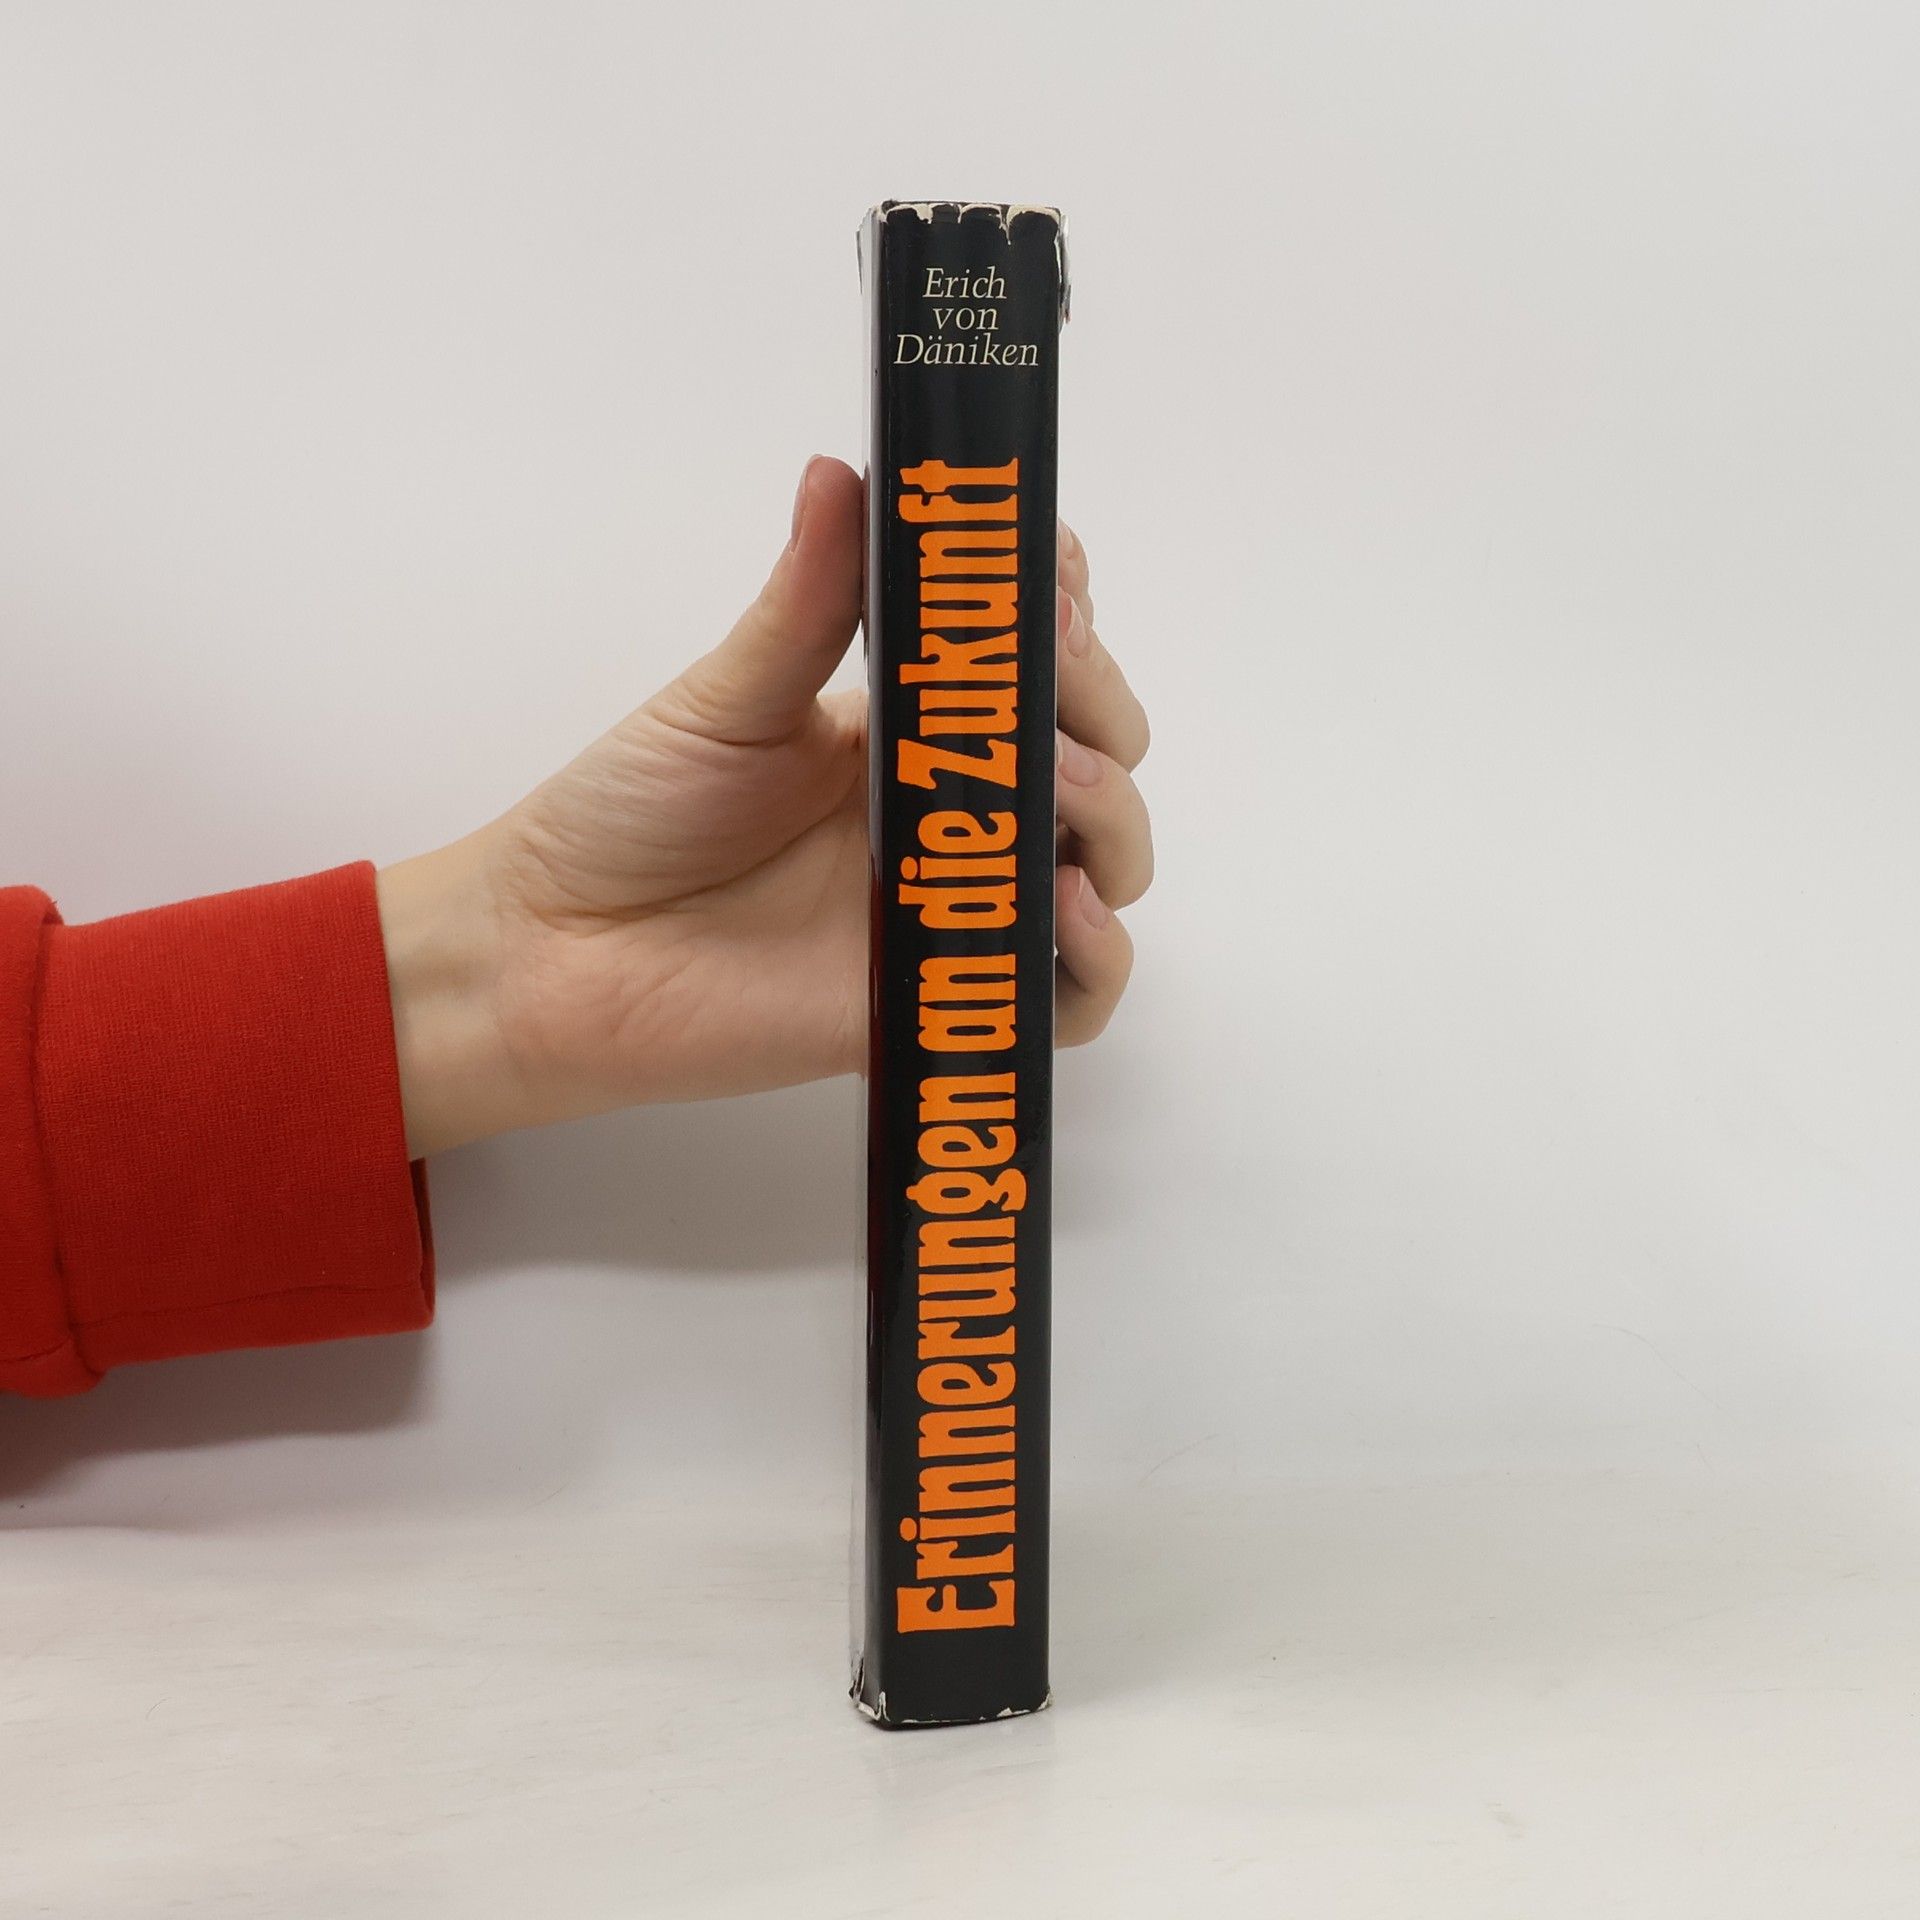 Erich
von
Däniken
Erinnerungen an die Zukunft